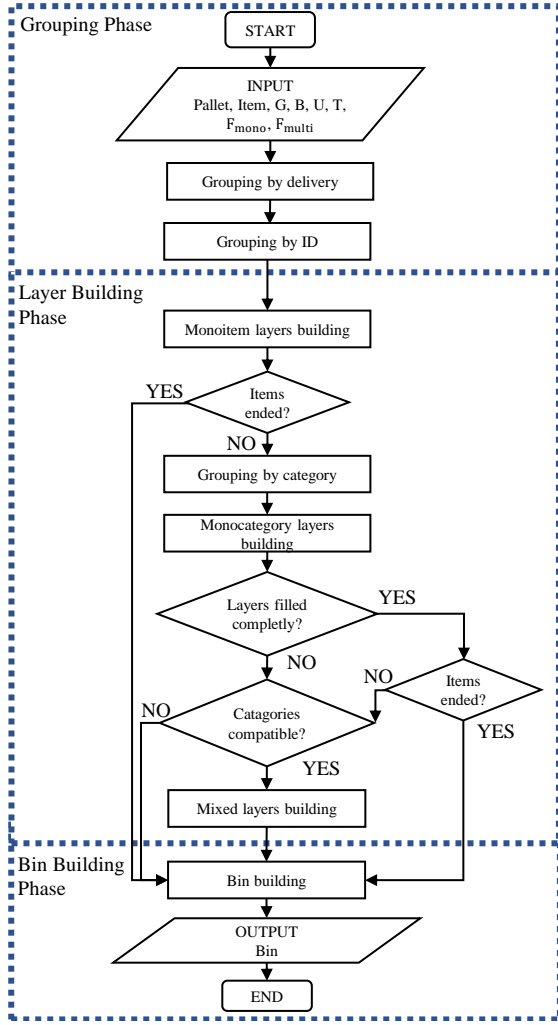 Grouping Phase
START
INPUT
Pallet, Item, G, B, U, T,
F_mono, F_multi
Grouping by delivery
Grouping by ID
Layer Building
Phase
Monoitem layers building
YES
Items
ended?
NO
Grouping by category
Monocategory layers
building
Layers filled
completly?
YES
NO
NO
Items
ended?
NO
Catagories
compatible?
YES
YES
Mixed layers building
Bin Building
Phase
Bin building
OUTPUT
Bin
END